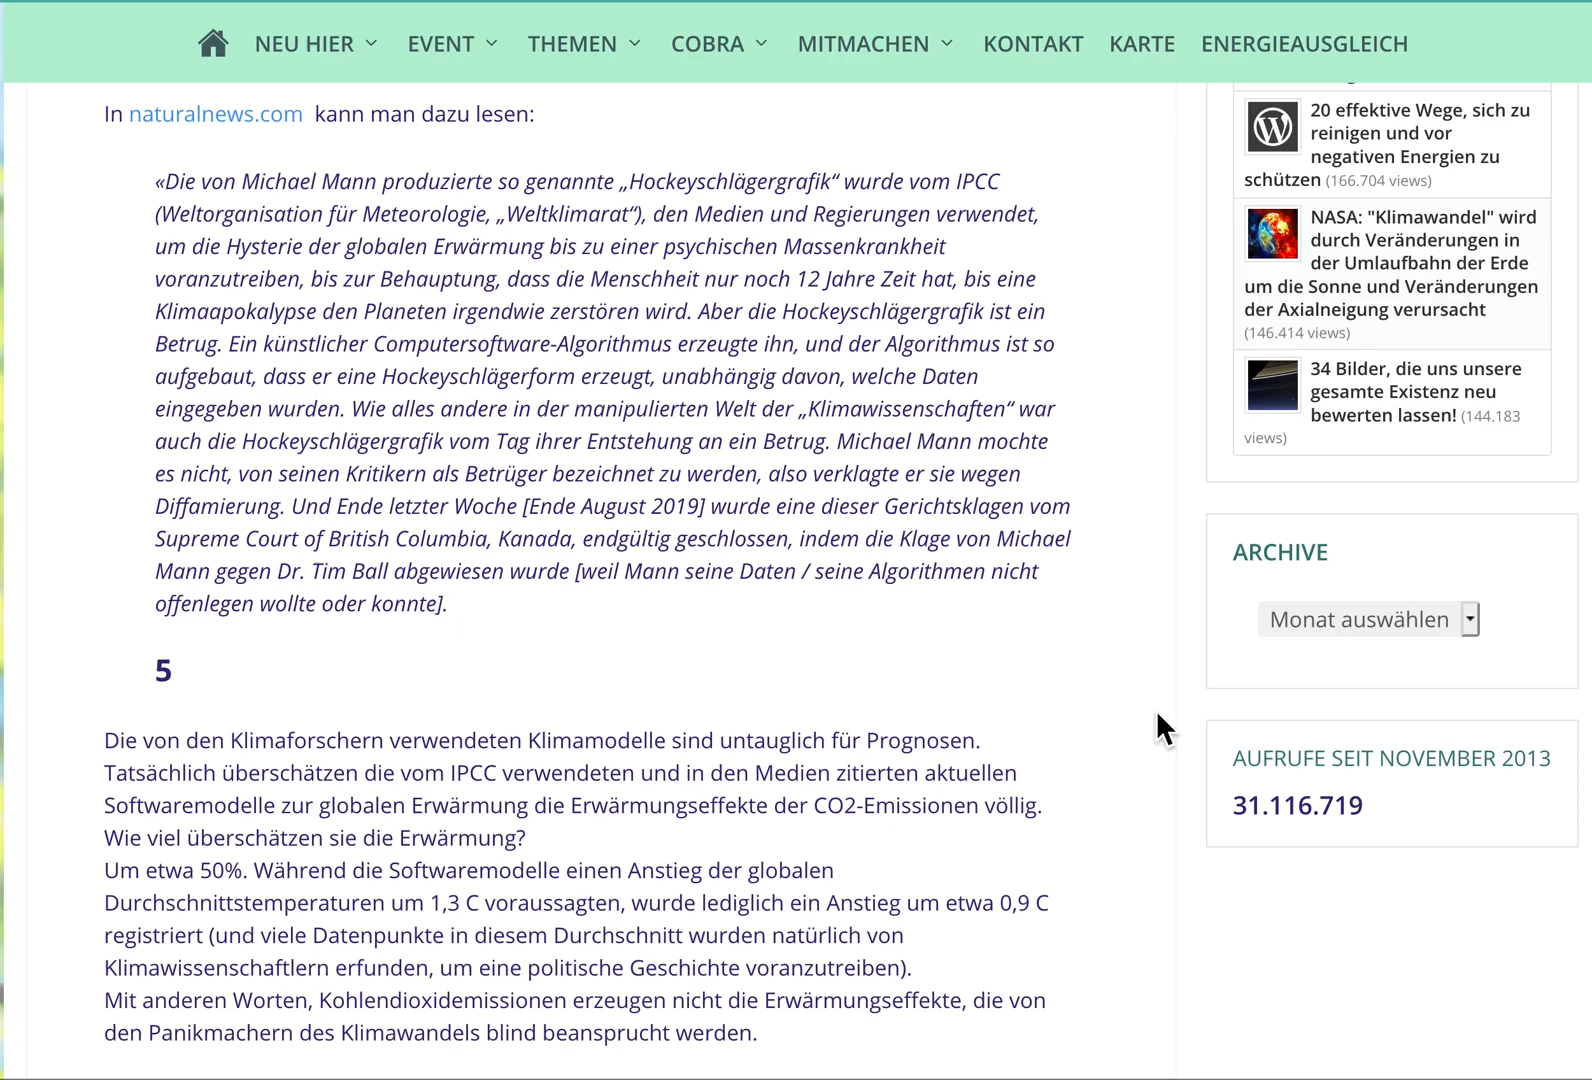 NEU HIER EVENT THEMEN COBRA MITMACHEN KONTAKT KARTE ENERGIEAUSGLEICH
In naturalnews.com kann man dazu lesen:
«Die von Michael Mann produzierte so genannte „Hockeyschlägergrafik“ wurde vom IPCC
(Weltorganisation für Meteorologie, „Weltklimarat“), den Medien und Regierungen verwendet,
um die Hysterie der globalen Erwärmung bis zu einer psychischen Massenkrankheit
voranzutreiben, bis zur Behauptung, dass die Menschheit nur noch 12 Jahre Zeit hat, bis eine
Klimaapokalypse den Planeten irgendwie zerstören wird. Aber die Hockeyschlägergrafik ist ein
Betrug. Ein künstlicher Computersoftware-Algorithmus erzeugte ihn, und der Algorithmus ist so
aufgebaut, dass er eine Hockeyschlägerform erzeugt, unabhängig davon, welche Daten
eingegeben wurden. Wie alles andere in der manipulierten Welt der „Klimawissenschaften“ war
auch die Hockeyschlägergrafik vom Tag ihrer Entstehung an ein Betrug. Michael Mann mochte
es nicht, von seinen Kritikern als Betrüger bezeichnet zu werden, also verklagte er sie wegen
Diffamierung. Und Ende letzter Woche [Ende August 2019] wurde eine dieser Gerichtsklagen vom
Supreme Court of British Columbia, Kanada, endgültig geschlossen, indem die Klage von Michael
Mann gegen Dr. Tim Ball abgewiesen wurde [weil Mann seine Daten / seine Algorithmen nicht
offenlegen wollte oder konnte].
5
Die von den Klimaforschern verwendeten Klimamodelle sind untauglich für Prognosen.
Tatsächlich überschätzen die vom IPCC verwendeten und in den Medien zitierten aktuellen
Softwaremodelle zur globalen Erwärmung die Erwärmungseffekte der CO2-Emissionen völlig.
Wie viel überschätzen sie die Erwärmung?
Um etwa 50%. Während die Softwaremodelle einen Anstieg der globalen
Durchschnittstemperaturen um 1,3 C voraussagten, wurde lediglich ein Anstieg um etwa 0,9 C
registriert (und viele Datenpunkte in diesem Durchschnitt wurden natürlich von
Klimawissenschaftlern erfunden, um eine politische Geschichte voranzutreiben).
Mit anderen Worten, Kohlendioxidemissionen erzeugen nicht die Erwärmungseffekte, die von
den Panikmachern des Klimawandels blind beansprucht werden.
20 effektive Wege, sich zu
reinigen und vor
negativen Energien zu
schützen (166.704 views)
NASA: "Klimawandel" wird
durch Veränderungen in
der Umlaufbahn der Erde
um die Sonne und Veränderungen
der Axialneigung verursacht
(146.414 views)
34 Bilder, die uns unsere
gesamte Existenz neu
bewerten lassen! (144.183
views)
ARCHIVE
Monat auswählen
AUFRUFE SEIT NOVEMBER 2013
31.116.719